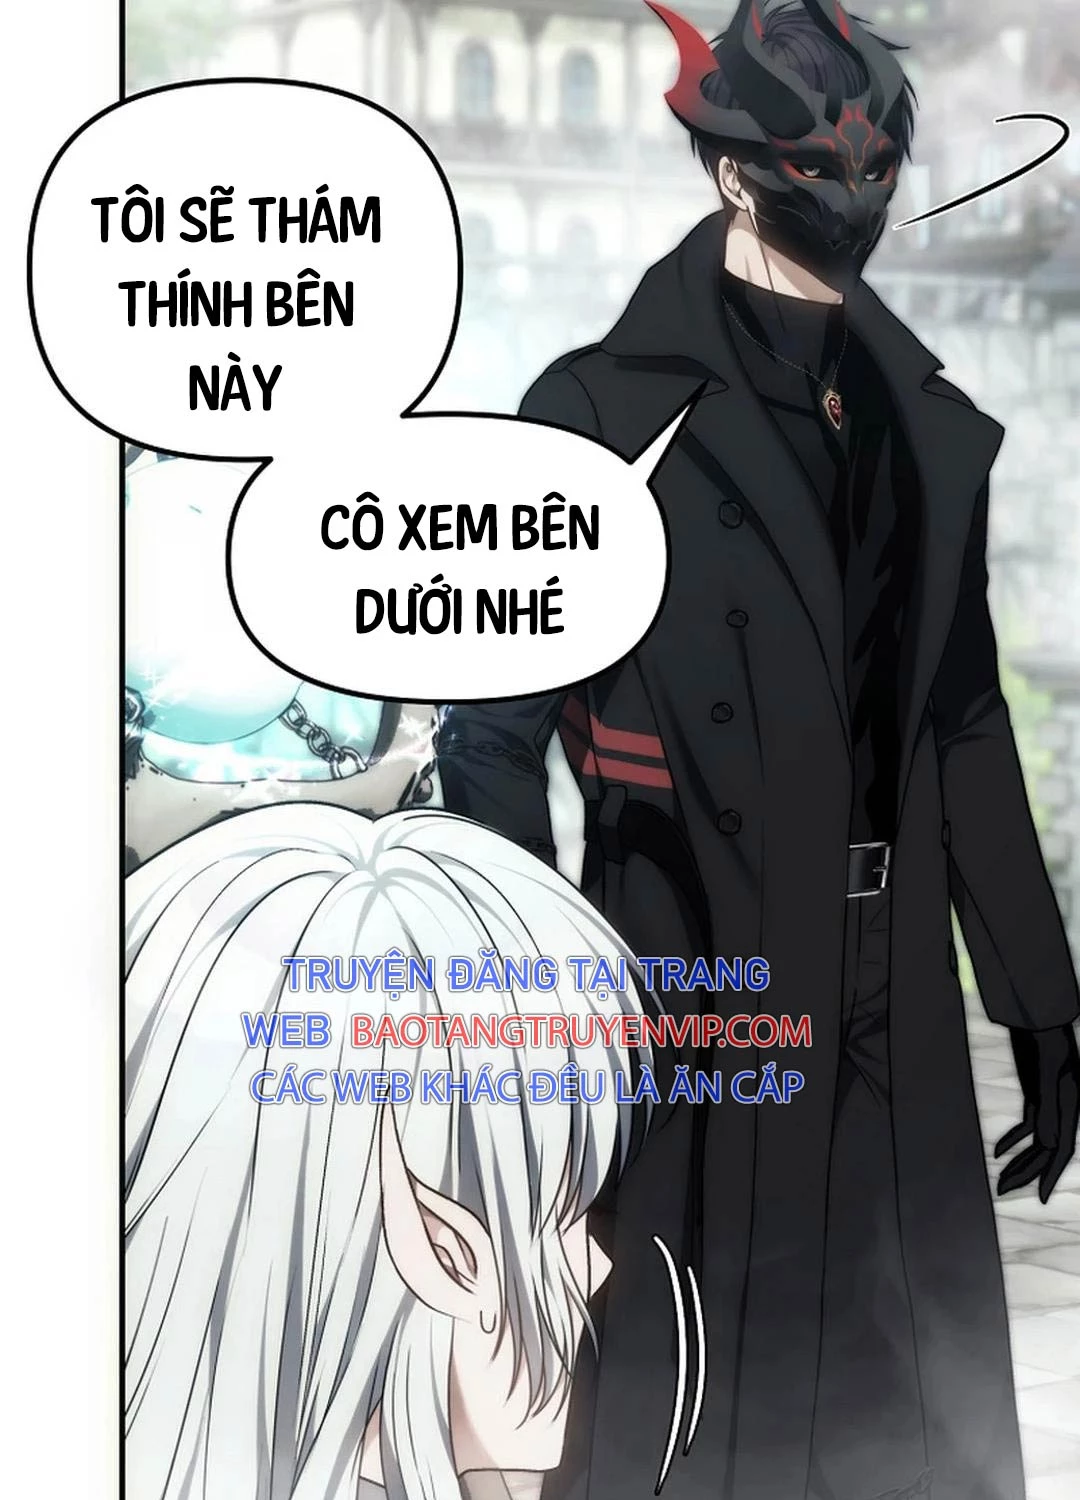 TÔI SẼ THÁM
THÍNH BÊN
NÀY
CÔ XEM BÊN
DƯỚI NHÉ
TRUYỆN ĐĂNG TẠI TRANG
WEB BAOTANGTRUYENVIP.COM
CÁC WEB KHÁC ĐỀU LÀ ĂN CẮP